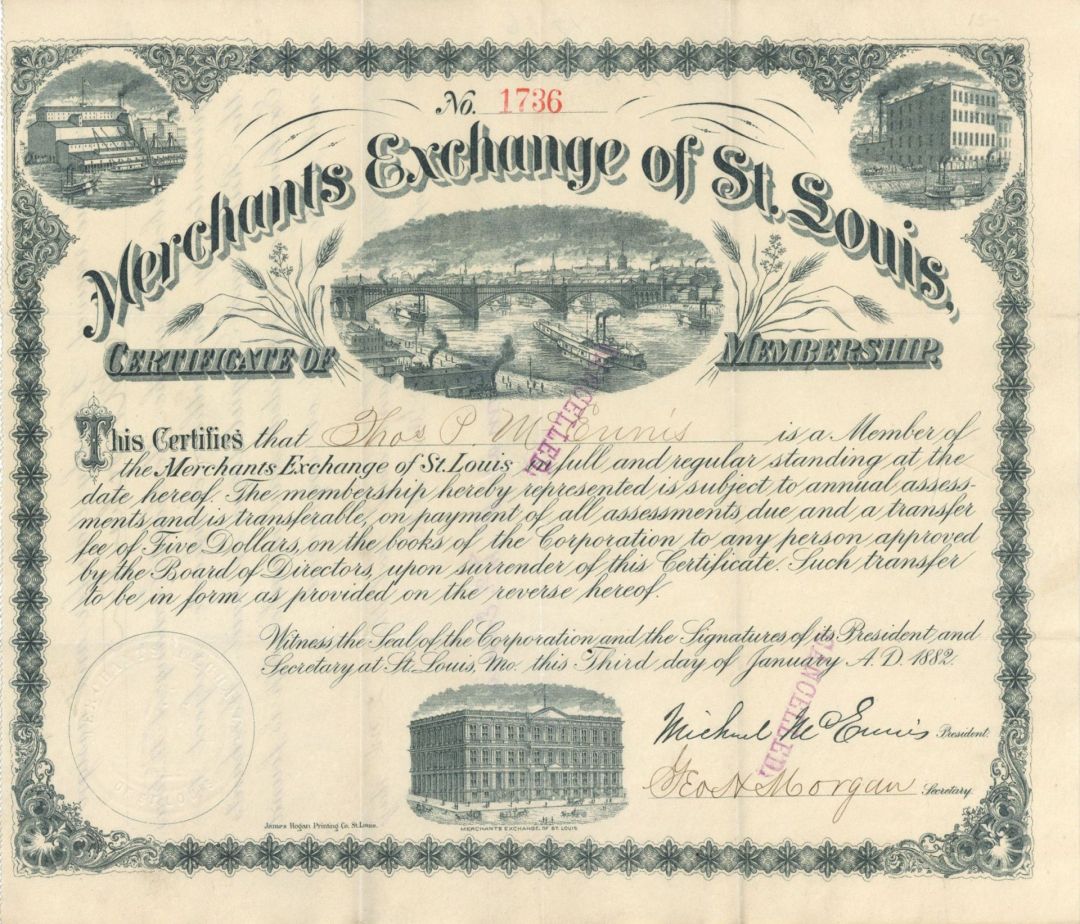 No. 1736
Merchants Exchange of St. Louis,
CERTIFICATE OF MEMBERSHIP.
This Certifies that Thos P. McEnnis is a Member of
the Merchants Exchange of St. Louis in full and regular standing at the
date hereof. The membership hereby represented is subject to annual assess-
ments and is transferable, on payment of all assessments due and a transfer
fee of Five Dollars, on the books of the Corporation to any person approved
by the Board of Directors, upon surrender of this Certificate. Such transfer
to be in form as provided on the reverse hereof.
CANCELLED.
Witness, the Seal of the Corporation and the Signatures of its President and
Secretary at St. Louis, Mo. this Third day of January A.D. 1882.
CANCELLED.
Michael McEnnis President.
Geo H Morgan Secretary.
James Hogan Printing Co. St. Louis.
MERCHANTS EXCHANGE, OF ST. LOUIS